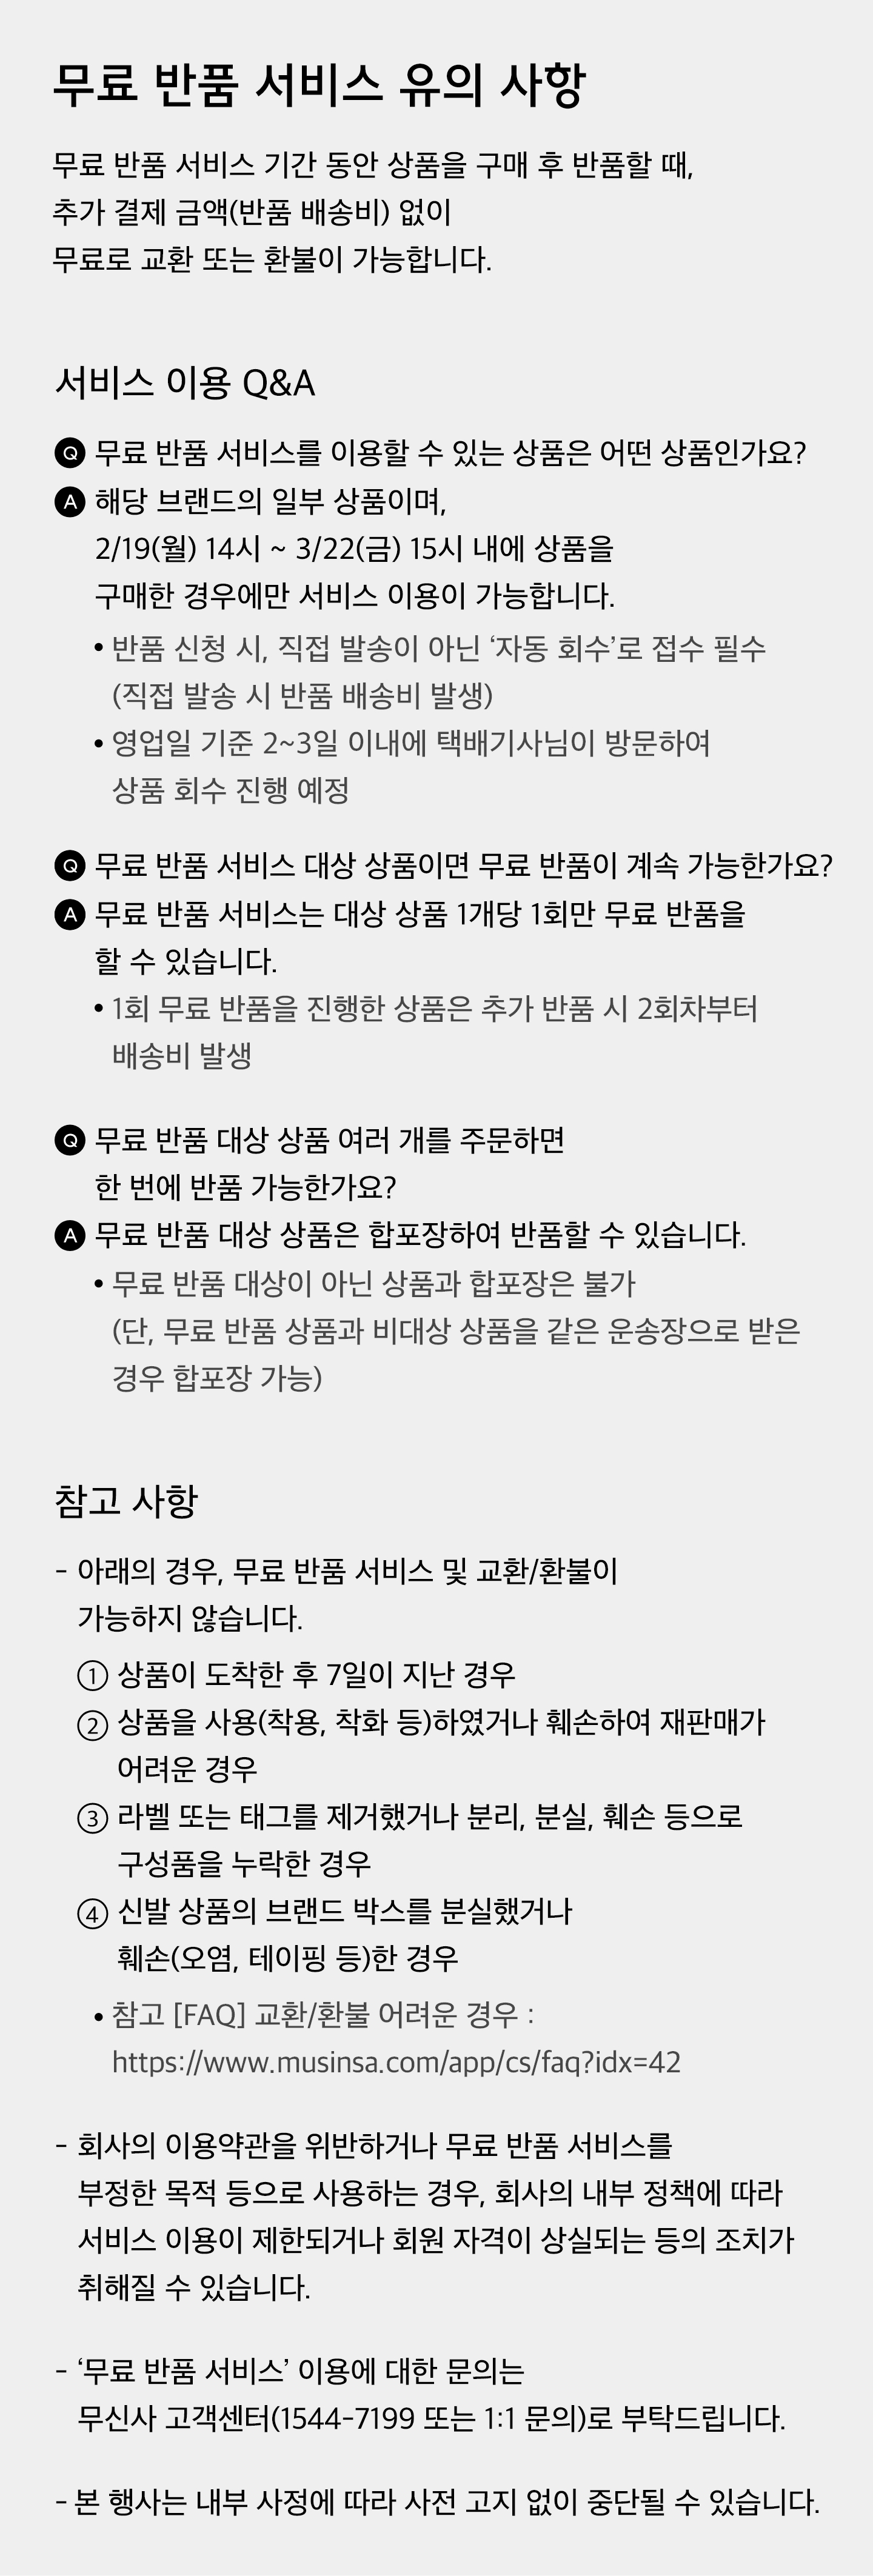 무료 반품 서비스 유의 사항
무료 반품 서비스 기간 동안 상품을 구매 후 반품할 때,
추가 결제 금액(반품 배송비) 없이
무료로 교환 또는 환불이 가능합니다.
서비스 이용 Q&A
Q 무료 반품 서비스를 이용할 수 있는 상품은 어떤 상품인가요?
A 해당 브랜드의 일부 상품이며,
2/19(월) 14시 ~ 3/22(금) 15시 내에 상품을
구매한 경우에만 서비스 이용이 가능합니다.
• 반품 신청 시, 직접 발송이 아닌 ‘자동 회수’로 접수 필수
(직접 발송 시 반품 배송비 발생)
• 영업일 기준 2~3일 이내에 택배기사님이 방문하여
상품 회수 진행 예정
Q 무료 반품 서비스 대상 상품이면 무료 반품이 계속 가능한가요?
A 무료 반품 서비스는 대상 상품 1개당 1회만 무료 반품을
할 수 있습니다.
• 1회 무료 반품을 진행한 상품은 추가 반품 시 2회차부터
배송비 발생
Q 무료 반품 대상 상품 여러 개를 주문하면
한 번에 반품 가능한가요?
A 무료 반품 대상 상품은 합포장하여 반품할 수 있습니다.
• 무료 반품 대상이 아닌 상품과 합포장은 불가
(단, 무료 반품 상품과 비대상 상품을 같은 운송장으로 받은
경우 합포장 가능)
참고 사항
- 아래의 경우, 무료 반품 서비스 및 교환/환불이
가능하지 않습니다.
① 상품이 도착한 후 7일이 지난 경우
② 상품을 사용(착용, 착화 등)하였거나 훼손하여 재판매가
어려운 경우
③ 라벨 또는 태그를 제거했거나 분리, 분실, 훼손 등으로
구성품을 누락한 경우
④ 신발 상품의 브랜드 박스를 분실했거나
훼손(오염, 테이핑 등)한 경우
• 참고 [FAQ] 교환/환불 어려운 경우 :
https://www.musinsa.com/app/cs/faq?idx=42
- 회사의 이용약관을 위반하거나 무료 반품 서비스를
부정한 목적 등으로 사용하는 경우, 회사의 내부 정책에 따라
서비스 이용이 제한되거나 회원 자격이 상실되는 등의 조치가
취해질 수 있습니다.
- ‘무료 반품 서비스’ 이용에 대한 문의는
무신사 고객센터(1544-7199 또는 1:1 문의)로 부탁드립니다.
- 본 행사는 내부 사정에 따라 사전 고지 없이 중단될 수 있습니다.